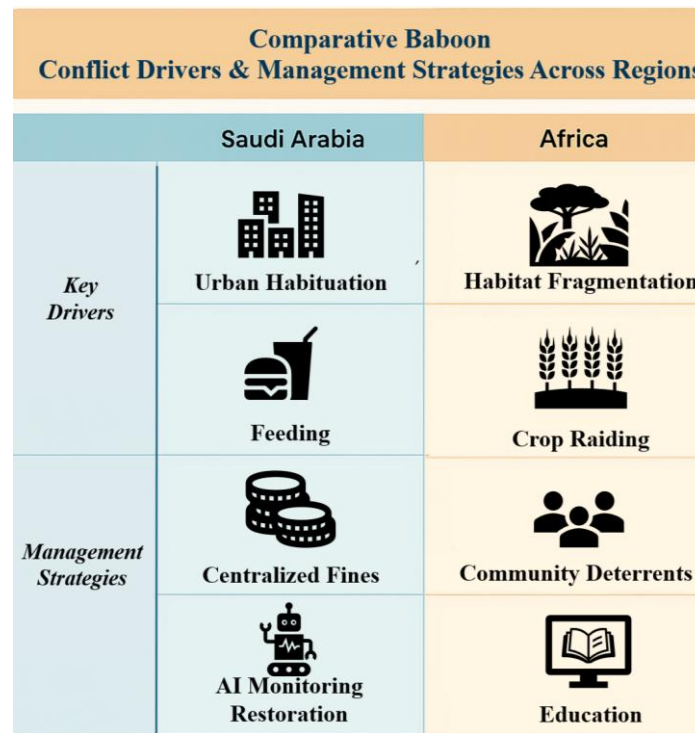 Comparative Baboon
Conflict Drivers & Management Strategies Across Regions
Saudi Arabia
Africa
Key
Drivers
Urban Habituation
Habitat Fragmentation
Feeding
Crop Raiding
Management
Strategies
Centralized Fines
Community Deterrents
AI Monitoring
Restoration
Education